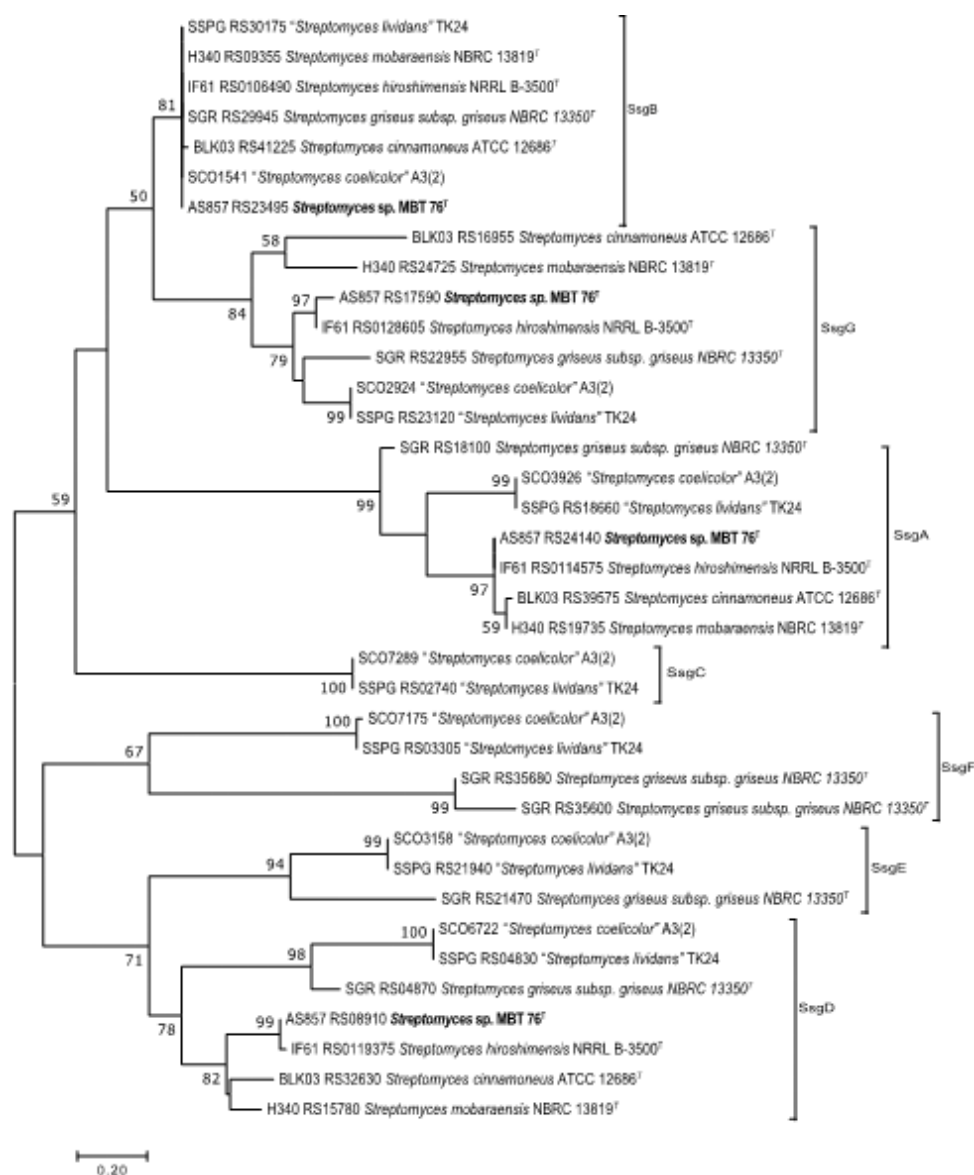 SSPG RS30175 "Streptomyces lividans" TK24
H340 RS09355 Streptomyces mobaraensis NBRC 13819ᵀ
IF61 RS0106490 Streptomyces hiroshimensis NRRL B-3500ᵀ
81
SGR RS29945 Streptomyces griseus subsp. griseus NBRC 13350ᵀ
SsgB
BLK03 RS41225 Streptomyces cinnamoneus ATCC 12686ᵀ
SCO1541 "Streptomyces coelicolor" A3(2)
50
AS857 RS23495 Streptomyces sp. MBT 76ᵀ
58
BLK03 RS16955 Streptomyces cinnamoneus ATCC 12686ᵀ
H340 RS24725 Streptomyces mobaraensis NBRC 13819ᵀ
97
AS857 RS17590 Streptomyces sp. MBT 76ᵀ
84
IF61 RS0128605 Streptomyces hiroshimensis NRRL B-3500ᵀ
SsgG
79
SGR RS22955 Streptomyces griseus subsp. griseus NBRC 13350ᵀ
SCO2924 "Streptomyces coelicolor" A3(2)
99
SSPG RS23120 "Streptomyces lividans" TK24
SGR RS18100 Streptomyces griseus subsp. griseus NBRC 13350ᵀ
99
SCO3926 "Streptomyces coelicolor" A3(2)
59
99
SSPG RS18660 "Streptomyces lividans" TK24
AS857 RS24140 Streptomyces sp. MBT 76ᵀ
SsgA
IF61 RS0114575 Streptomyces hiroshimensis NRRL B-3500ᵀ
97
BLK03 RS39575 Streptomyces cinnamoneus ATCC 12686ᵀ
59
H340 RS19735 Streptomyces mobaraensis NBRC 13819ᵀ
SCO7289 "Streptomyces coelicolor" A3(2)
SsgC
100
SSPG RS02740 "Streptomyces lividans" TK24
100
SCO7175 "Streptomyces coelicolor" A3(2)
67
SSPG RS03305 "Streptomyces lividans" TK24
SsgF
SGR RS35680 Streptomyces griseus subsp. griseus NBRC 13350ᵀ
99
SGR RS35600 Streptomyces griseus subsp. griseus NBRC 13350ᵀ
99
SCO3158 "Streptomyces coelicolor" A3(2)
94
SSPG RS21940 "Streptomyces lividans" TK24
SsgE
SGR RS21470 Streptomyces griseus subsp. griseus NBRC 13350ᵀ
100
SCO6722 "Streptomyces coelicolor" A3(2)
71
98
SSPG RS04830 "Streptomyces lividans" TK24
SGR RS04870 Streptomyces griseus subsp. griseus NBRC 13350ᵀ
SsgD
78
99
AS857 RS08910 Streptomyces sp. MBT 76ᵀ
IF61 RS0119375 Streptomyces hiroshimensis NRRL B-3500ᵀ
82
BLK03 RS32630 Streptomyces cinnamoneus ATCC 12686ᵀ
H340 RS15780 Streptomyces mobaraensis NBRC 13819ᵀ
0.20